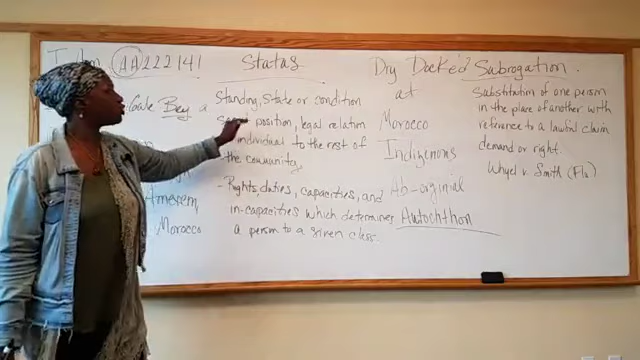 I am AA222141
Status
Dry Docked Subrogation.
Gale Bey a
Standing, State or condition
position, legal relation
individual to the rest of
the community
- Rights, duties, capacities, and
in-capacities which determines
a person to a given class.
Amexem
Morocco
at
Morocco
Indigenous
Ab-orginial
Autochthon
Substitution of one person
in the place of another with
reference to a lawful claim
demand or right.
Whyel v. Smith (Fla)